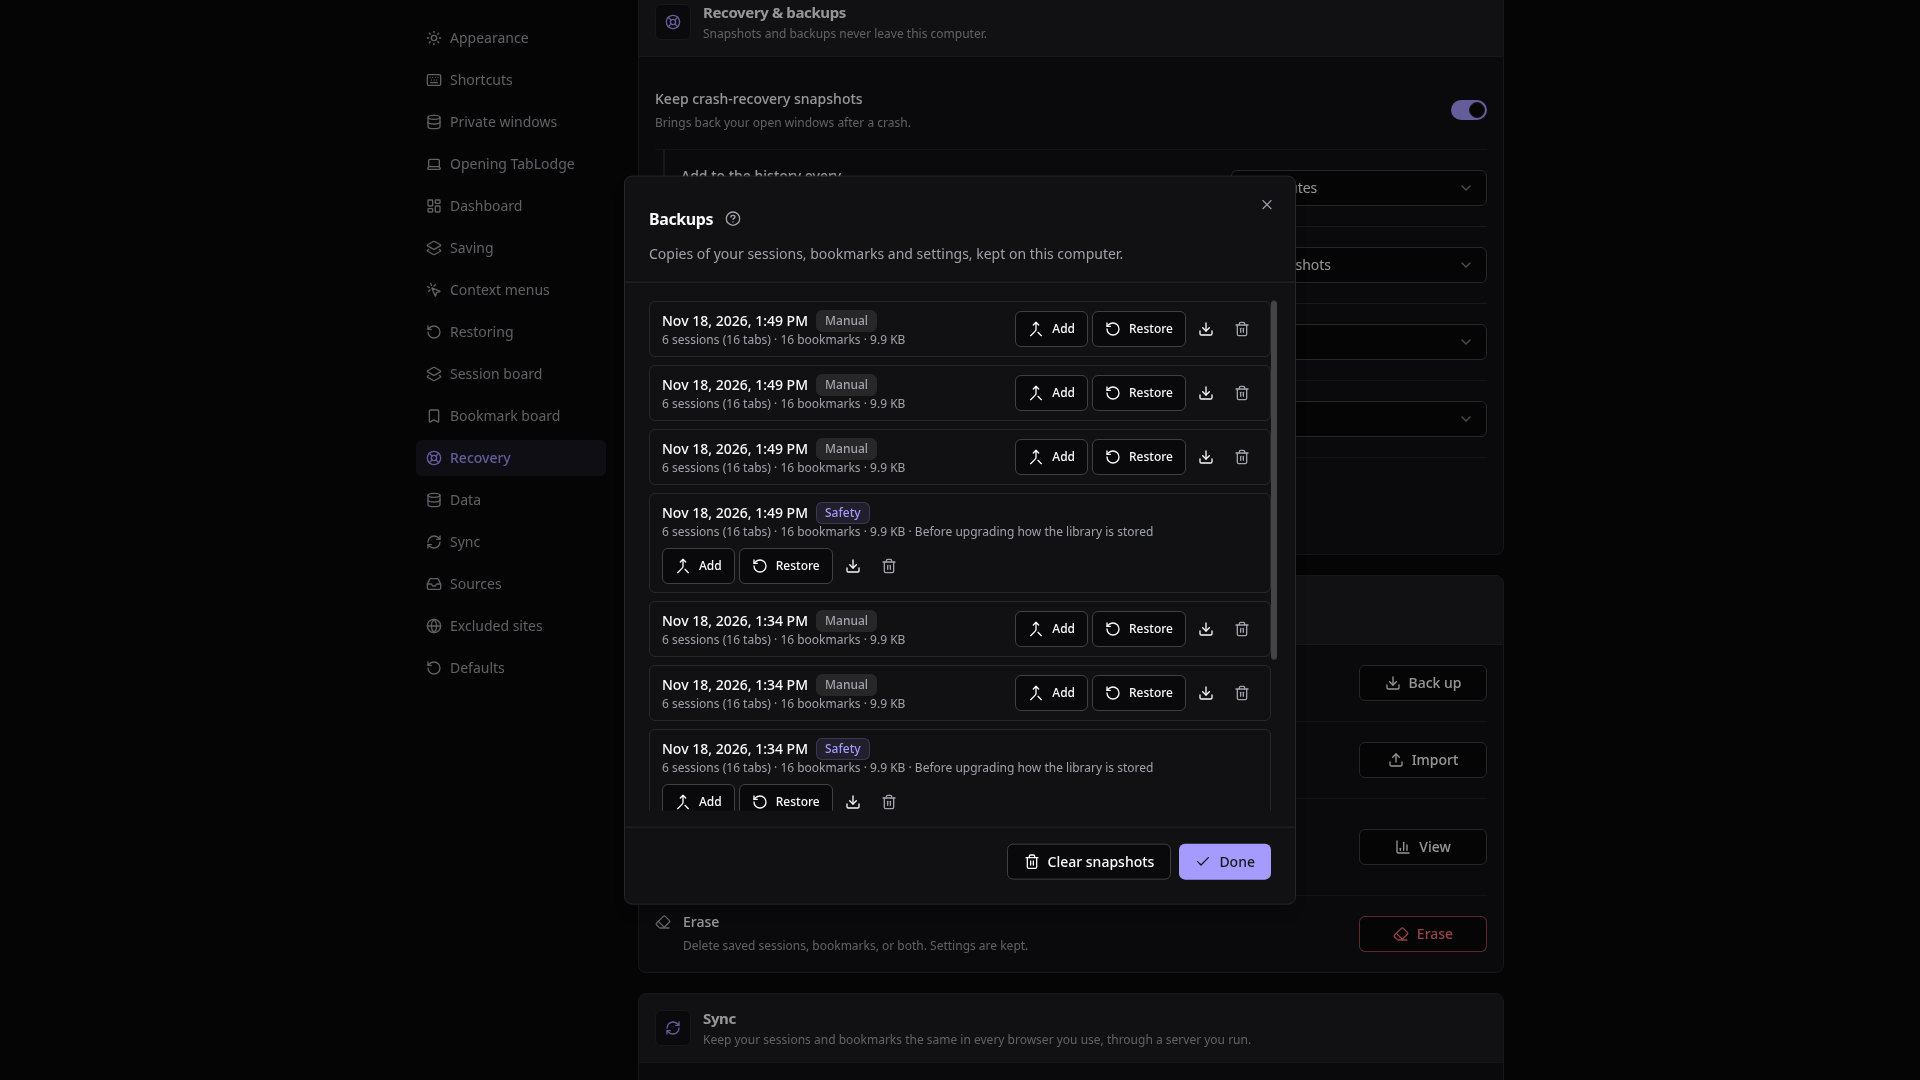 Appearance
Shortcuts
Private windows
Opening TabLodge
Dashboard
Saving
Context menus
Restoring
Session board
Bookmark board
Recovery
Data
Sync
Sources
Excluded sites
Defaults
Recovery & backups
Snapshots and backups never leave this computer.
Keep crash-recovery snapshots
Brings back your open windows after a crash.
Add to the history every
Backups
Copies of your sessions, bookmarks and settings, kept on this computer.
Nov 18, 2026, 1:49 PM Manual
6 sessions (16 tabs) · 16 bookmarks · 9.9 KB
Add Restore
Nov 18, 2026, 1:49 PM Manual
6 sessions (16 tabs) · 16 bookmarks · 9.9 KB
Add Restore
Nov 18, 2026, 1:49 PM Manual
6 sessions (16 tabs) · 16 bookmarks · 9.9 KB
Add Restore
Nov 18, 2026, 1:49 PM Safety
6 sessions (16 tabs) · 16 bookmarks · 9.9 KB · Before upgrading how the library is stored
Add Restore
Nov 18, 2026, 1:34 PM Manual
6 sessions (16 tabs) · 16 bookmarks · 9.9 KB
Add Restore
Nov 18, 2026, 1:34 PM Manual
6 sessions (16 tabs) · 16 bookmarks · 9.9 KB
Add Restore
Nov 18, 2026, 1:34 PM Safety
6 sessions (16 tabs) · 16 bookmarks · 9.9 KB · Before upgrading how the library is stored
Add Restore
Clear snapshots Done
Back up
Import
View
Erase
Delete saved sessions, bookmarks, or both. Settings are kept.
Erase
Sync
Keep your sessions and bookmarks the same in every browser you use, through a server you run.